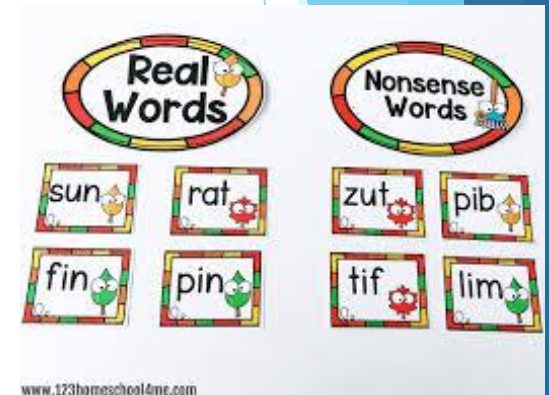 Real
Words
Nonsense
Words
sun
rat
zut
pib
fin
pin
tif
lim
www.123homeschool4me.com